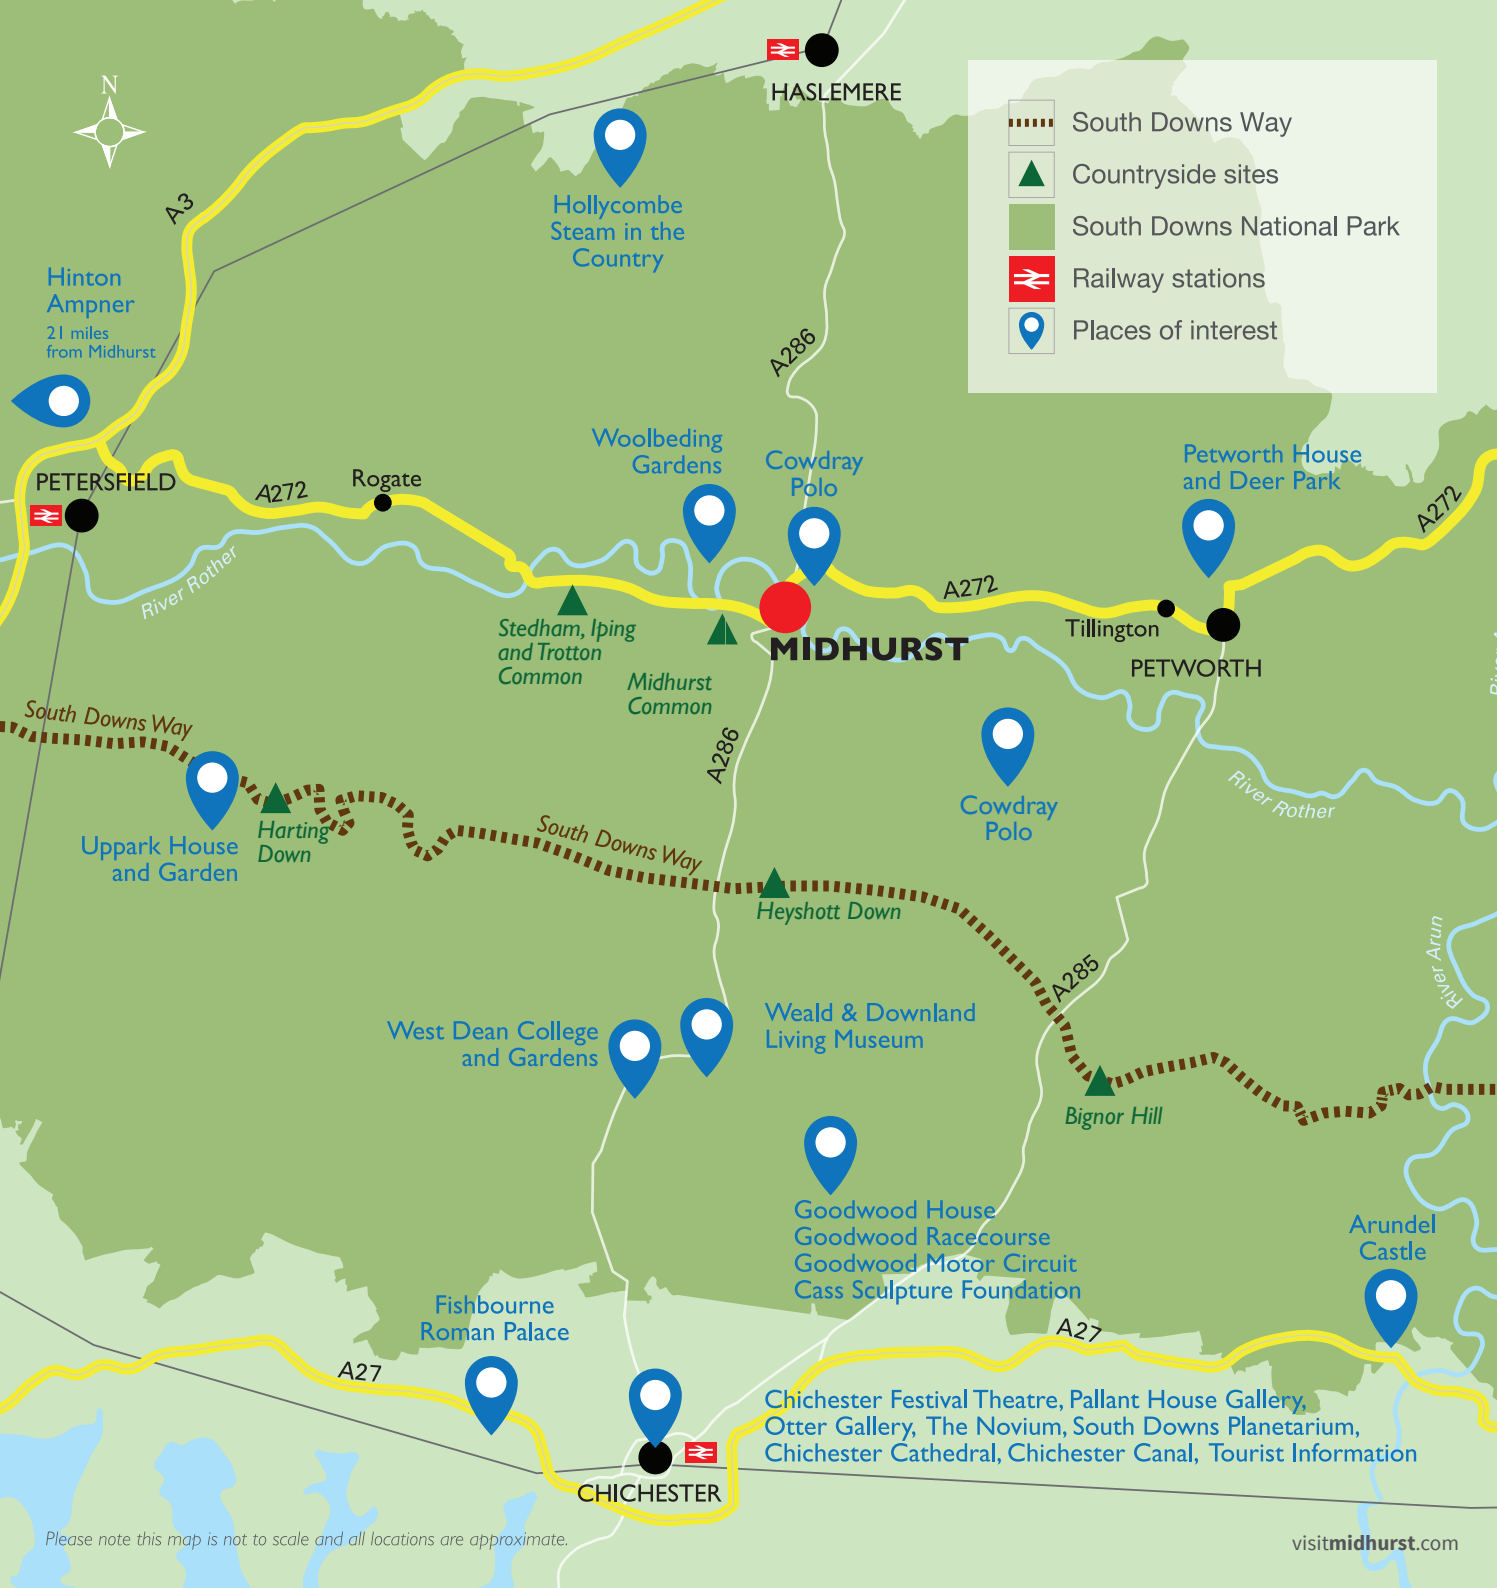 N
HASLEMERE
South Downs Way
Countryside sites
South Downs National Park
Railway stations
Places of interest
A3
Hollycombe
Steam in the
Country
Hinton
Ampner
21 miles
from Midhurst
A286
Woolbeding
Gardens
Cowdray
Polo
Petworth House
and Deer Park
PETERSFIELD
Rogate
A272
A272
River Rother
A272
Stedham, Iping
and Trotton
Common
Midhurst
Common
MIDHURST
Tillington
PETWORTH
South Downs Way
A286
Cowdray
Polo
River Rother
Uppark House
and Garden
Harting
Down
South Downs Way
Heyshott Down
River Arun
A285
West Dean College
and Gardens
Weald & Downland
Living Museum
Bignor Hill
Goodwood House
Goodwood Racecourse
Goodwood Motor Circuit
Cass Sculpture Foundation
Arundel
Castle
Fishbourne
Roman Palace
A27
A27
Chichester Festival Theatre, Pallant House Gallery,
Otter Gallery, The Novium, South Downs Planetarium,
Chichester Cathedral, Chichester Canal, Tourist Information
CHICHESTER
Please note this map is not to scale and all locations are approximate.
visitmidhurst.com